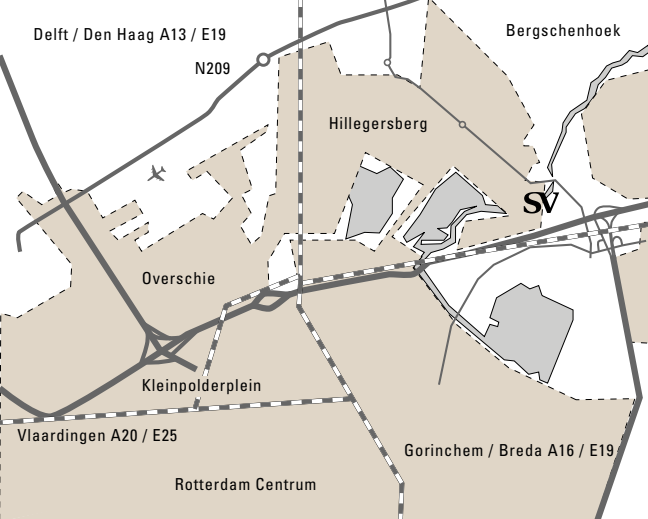 Delft / Den Haag A13 / E19
Bergschenhoek
N209
Hillegersberg
SV
Overschie
Kleinpolderplein
Vlaardingen A20 / E25
Gorinchem / Breda A16 / E19
Rotterdam Centrum